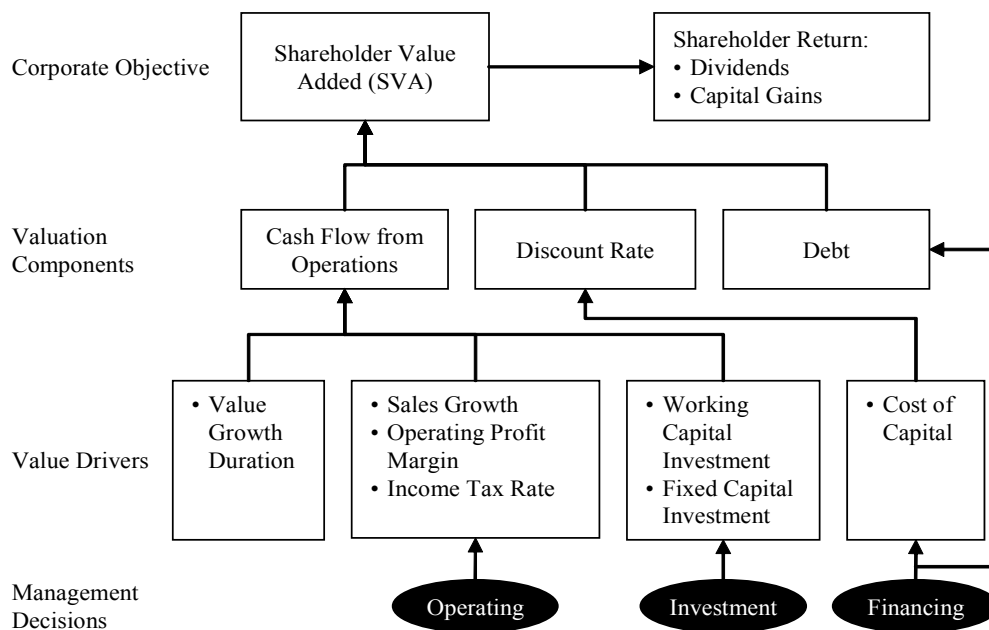 Corporate Objective
Shareholder Value
Added (SVA)
Shareholder Return:
• Dividends
• Capital Gains
Valuation
Components
Cash Flow from
Operations
Discount Rate
Debt
Value Drivers
• Value
Growth
Duration
• Sales Growth
• Operating Profit
Margin
• Income Tax Rate
• Working
Capital
Investment
• Fixed Capital
Investment
• Cost of
Capital
Management
Decisions
Operating
Investment
Financing